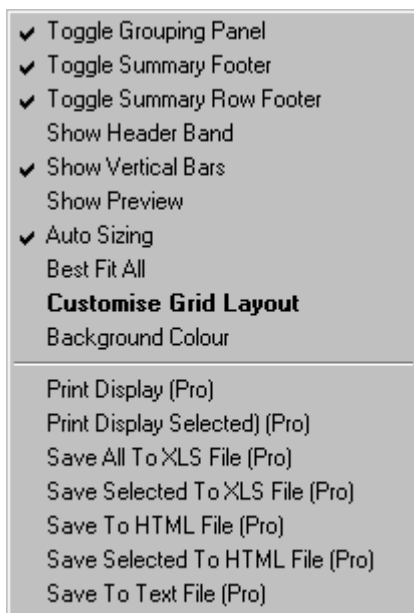 Toggle Grouping Panel
Toggle Summary Footer
Toggle Summary Row Footer
Show Header Band
Show Vertical Bars
Show Preview
Auto Sizing
Best Fit All
Customise Grid Layout
Background Colour
Print Display (Pro)
Print Display Selected) (Pro)
Save All To XLS File (Pro)
Save Selected To XLS File (Pro)
Save To HTML File (Pro)
Save Selected To HTML File (Pro)
Save To Text File (Pro)